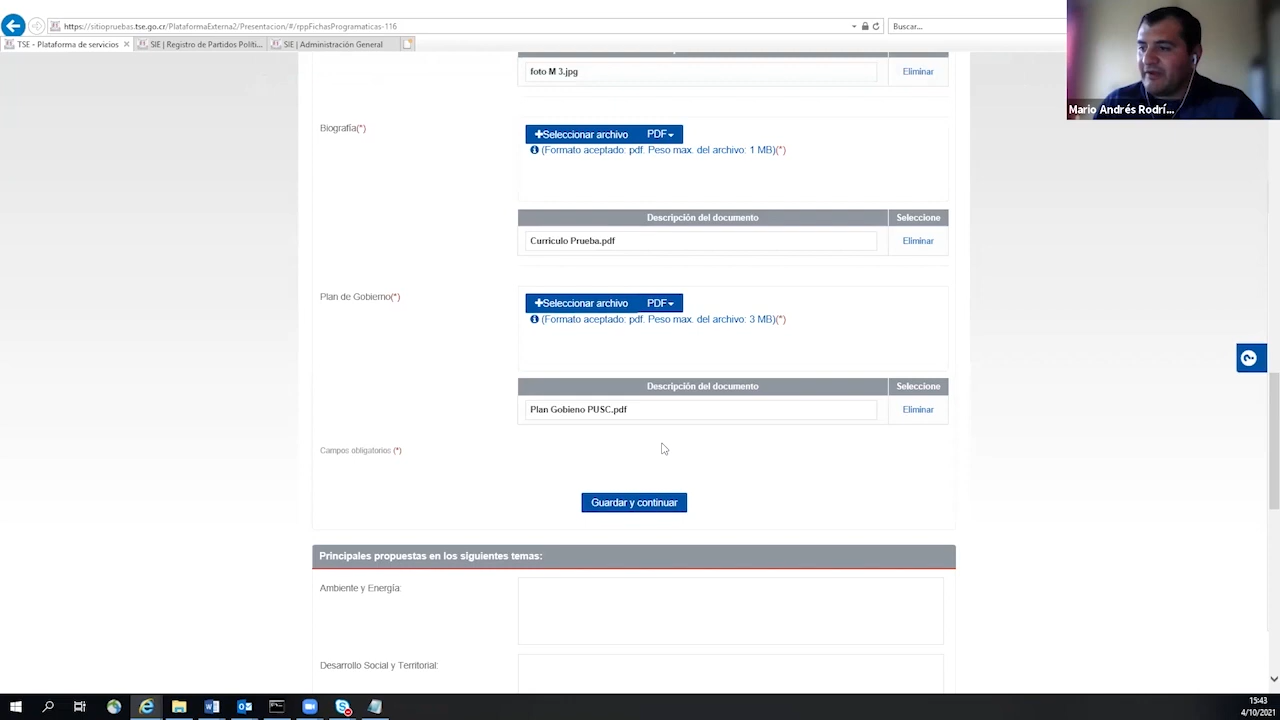 https://sitiopruebas.tse.go.cr/PlataformaExterna2/Presentacion/#/rppFichasProgramaticas-116
Buscar...
TSE - Plataforma de servicios
SIE | Registro de Partidos Políti...
SIE | Administración General
Mario Andrés Rodrí...
foto M 3.jpg
Eliminar
Biografía(*)
+Seleccionar archivo PDF
(Formato aceptado: pdf. Peso max. del archivo: 1 MB)(*)
Descripción del documento
Seleccione
Curriculo Prueba.pdf
Eliminar
Plan de Gobierno(*)
+Seleccionar archivo PDF
(Formato aceptado: pdf. Peso max. del archivo: 3 MB)(*)
Descripción del documento
Seleccione
Plan Gobieno PUSC.pdf
Eliminar
Campos obligatorios (*)
Guardar y continuar
Principales propuestas en los siguientes temas:
Ambiente y Energía:
Desarrollo Social y Territorial:
15:43
4/10/2021